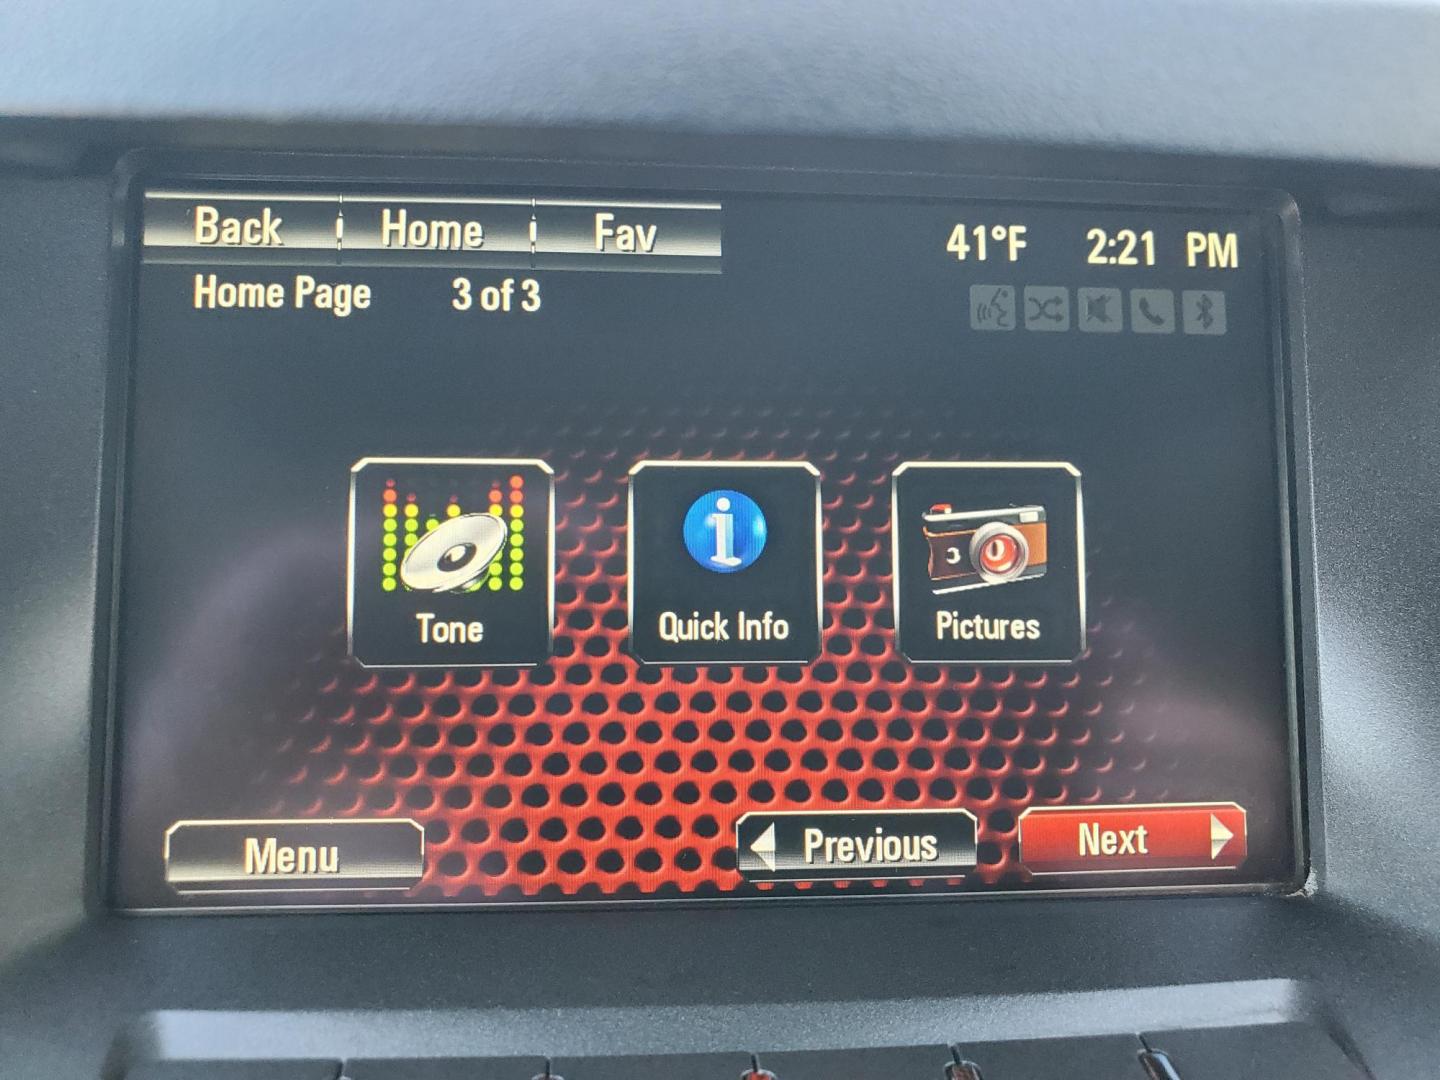 Back Home Fav
41°F 2:21 PM
Home Page 3 of 3
Tone Quick Info Pictures
Menu Previous Next